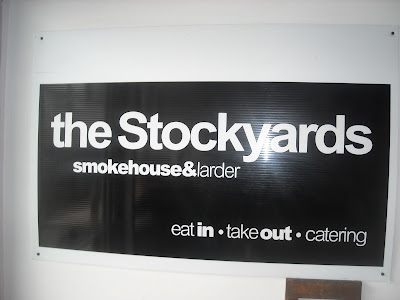 the Stockyards
smokehouse&larder
eat in • take out • catering